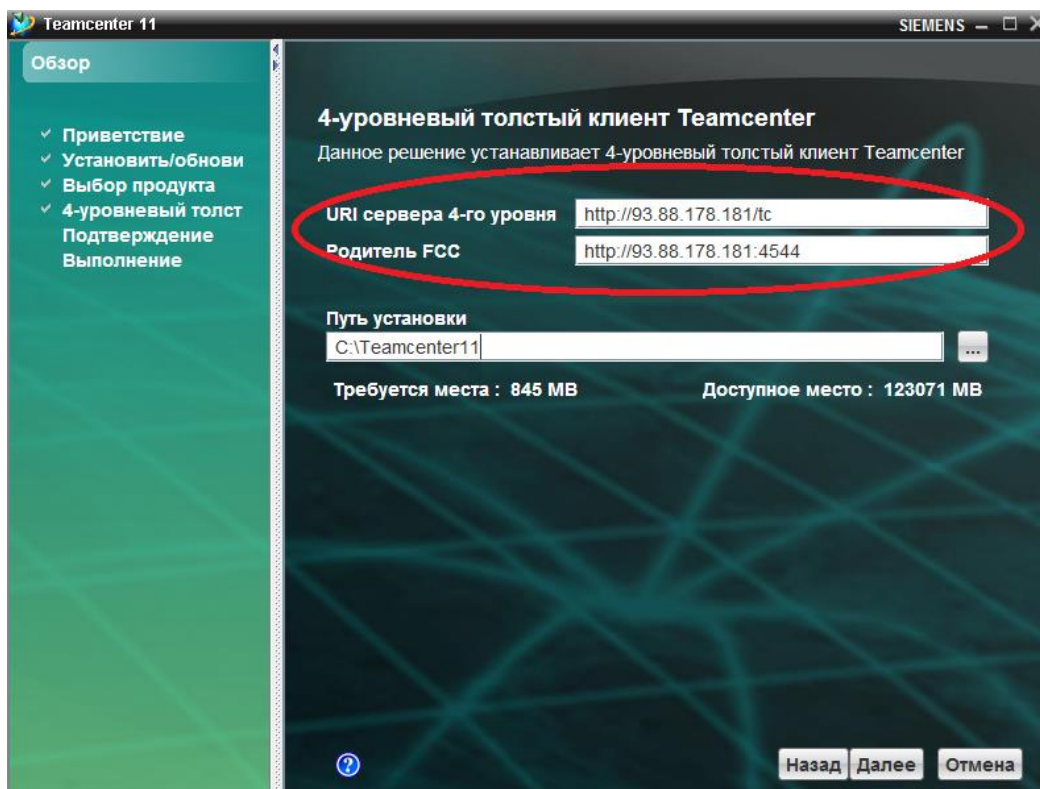 Teamcenter 11
SIEMENS
Обзор
Приветствие
Установить/обнови
Выбор продукта
4-уровневый толст
Подтверждение
Выполнение
4-уровневый толстый клиент Teamcenter
Данное решение устанавливает 4-уровневый толстый клиент Teamcenter
URI сервера 4-го уровня http://93.88.178.181/tc
Родитель FCC http://93.88.178.181:4544
Путь установки
C:\Teamcenter11
...
Требуется места : 845 MB Доступное место : 123071 MB
? Назад Далее Отмена